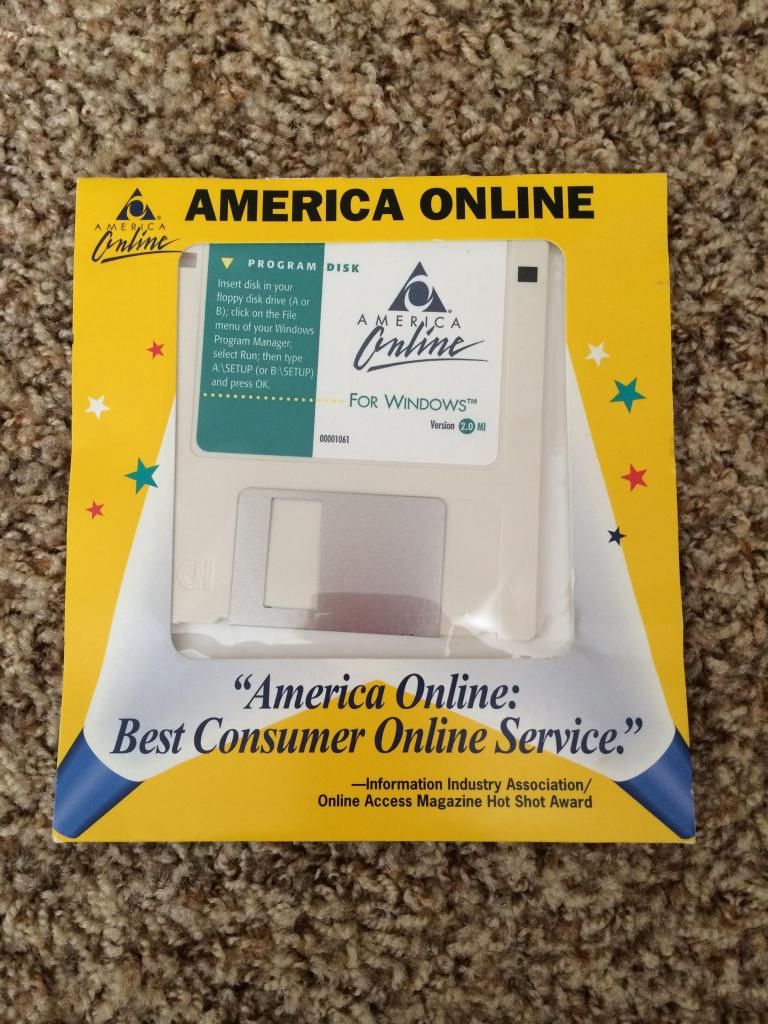 AMERICA ONLINE
AMERICA
Online
PROGRAM DISK
Insert disk in your
floppy disk drive (A or
B); click on the File
menu of your Windows
Program Manager;
select Run; then type
A:\SETUP (or B:\SETUP)
and press OK.
AMERICA
Online
FOR WINDOWS™
Version 2.0 MI
00001061
HD
“America Online:
Best Consumer Online Service.”
—Information Industry Association/
Online Access Magazine Hot Shot Award